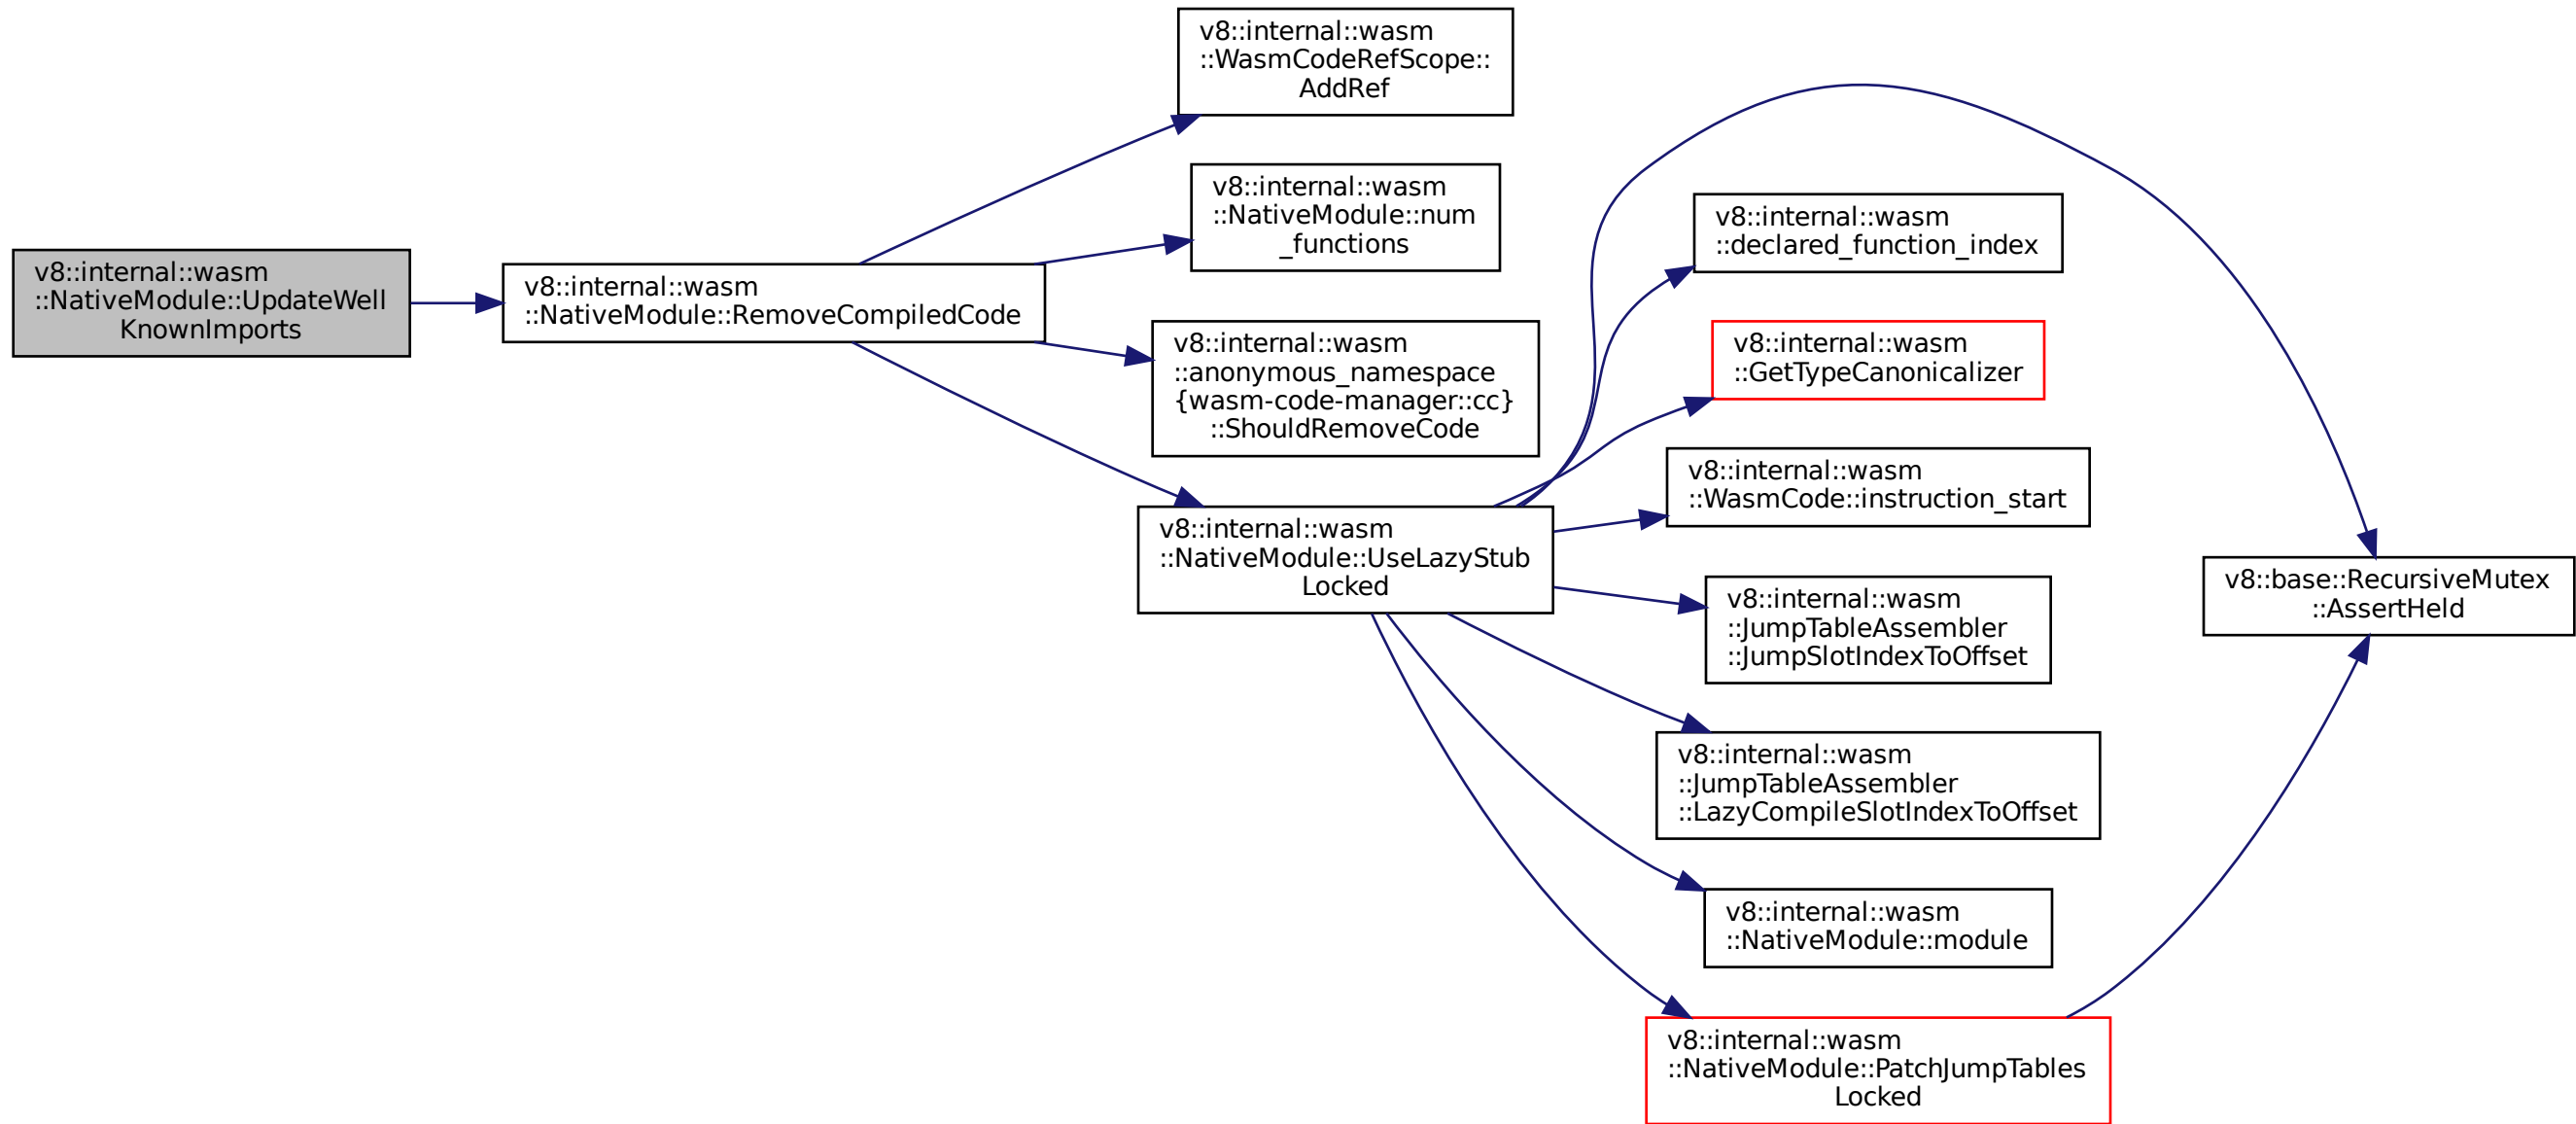 v8::internal::wasm
::NativeModule::UpdateWell
KnownImports
v8::internal::wasm
::NativeModule::RemoveCompiledCode
v8::internal::wasm
::WasmCodeRefScope::
AddRef
v8::internal::wasm
::NativeModule::num
_functions
v8::internal::wasm
::anonymous_namespace
{wasm-code-manager::cc}
::ShouldRemoveCode
v8::internal::wasm
::NativeModule::UseLazyStub
Locked
v8::internal::wasm
::declared_function_index
v8::internal::wasm
::GetTypeCanonicalizer
v8::internal::wasm
::WasmCode::instruction_start
v8::internal::wasm
::JumpTableAssembler
::JumpSlotIndexToOffset
v8::internal::wasm
::JumpTableAssembler
::LazyCompileSlotIndexToOffset
v8::internal::wasm
::NativeModule::module
v8::internal::wasm
::NativeModule::PatchJumpTables
Locked
v8::base::RecursiveMutex
::AssertHeld